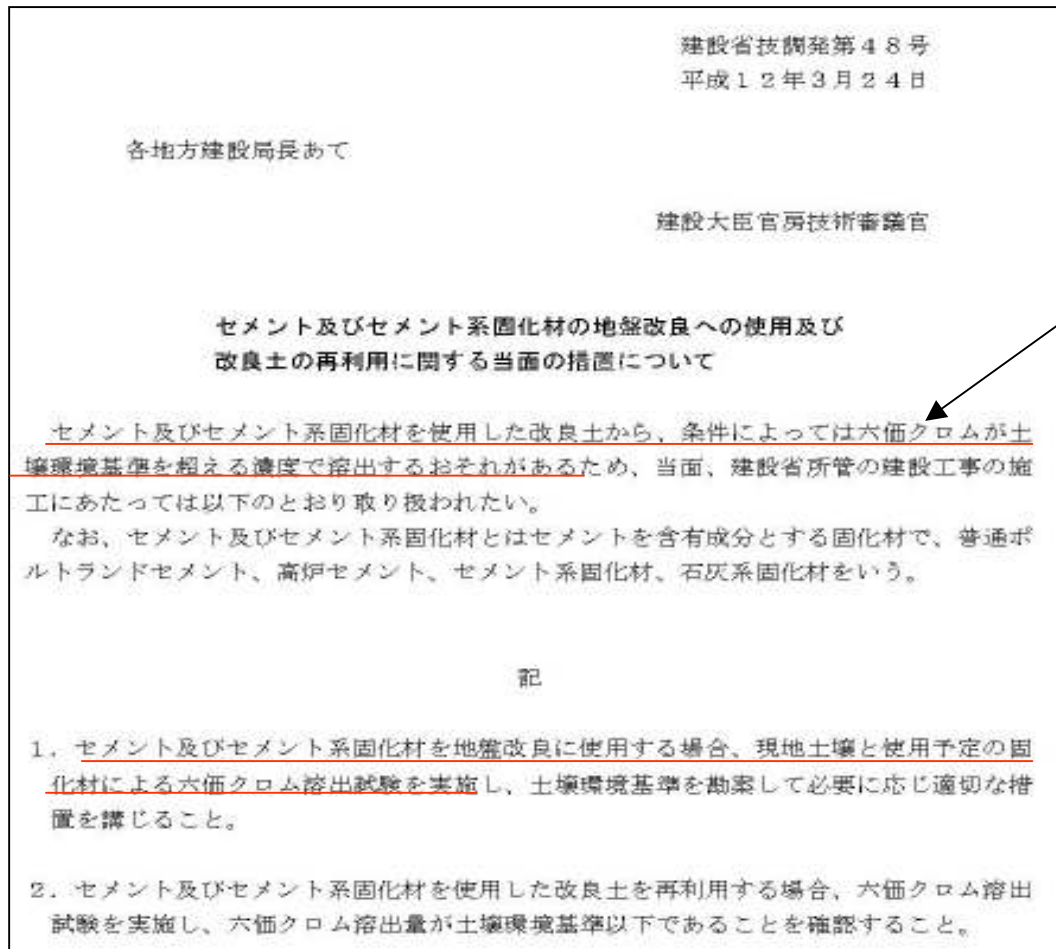 建設省技調発第48号
平成12年3月24日
各地方建設局長あて
建設大臣官房技術審議官
セメント及びセメント系固化材の地盤改良への使用及び
改良土の再利用に関する当面の措置について
セメント及びセメント系固化材を使用した改良土から、条件によっては六価クロムが土
壌環境基準を超える濃度で溶出するおそれがあるため、当面、建設省所管の建設工事の施
工にあたっては以下のとおり取り扱われたい。
なお、セメント及びセメント系固化材とはセメントを含有成分とする固化材で、普通ポ
ルトランドセメント、高炉セメント、セメント系固化材、石灰系固化材をいう。
記
1．セメント及びセメント系固化材を地盤改良に使用する場合、現地土壌と使用予定の固
化材による六価クロム溶出試験を実施し、土壌環境基準を勘案して必要に応じ適切な措
置を講じること。
2．セメント及びセメント系固化材を使用した改良土を再利用する場合、六価クロム溶出
試験を実施し、六価クロム溶出量が土壌環境基準以下であることを確認すること。